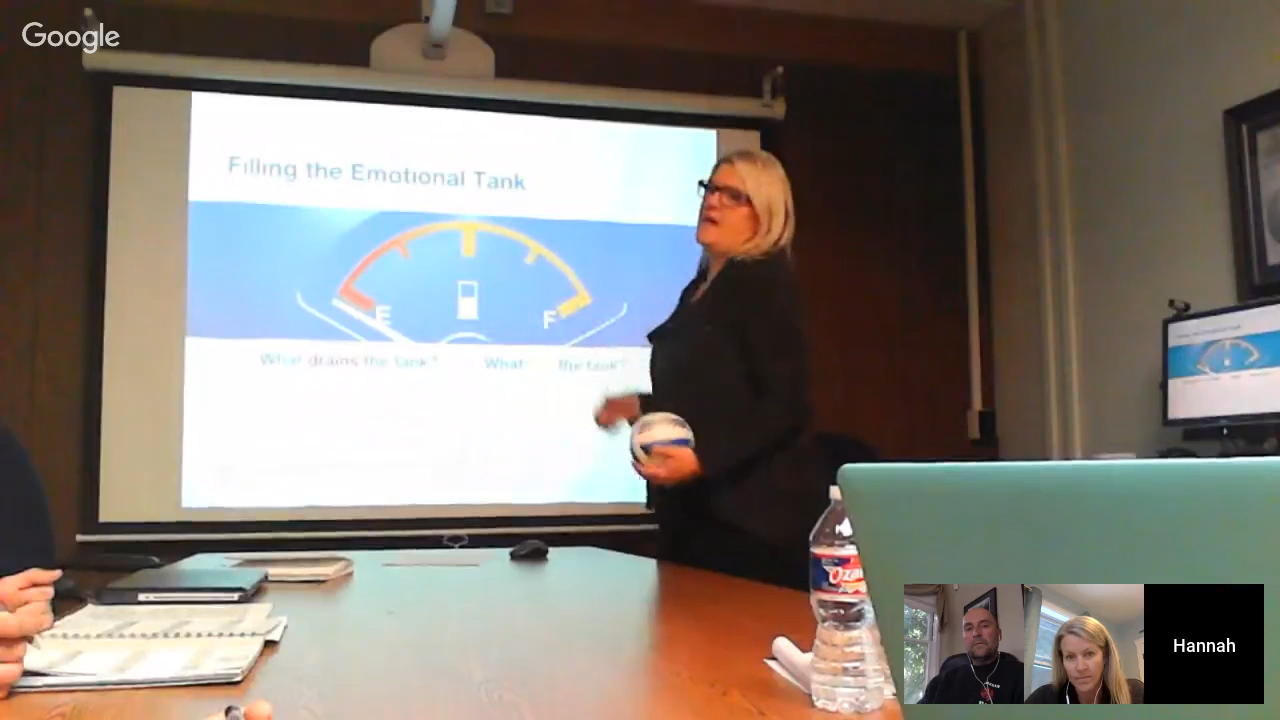 Google
Filling the Emotional Tank
E
F
What drains the tank?
What
the tank?
Hannah